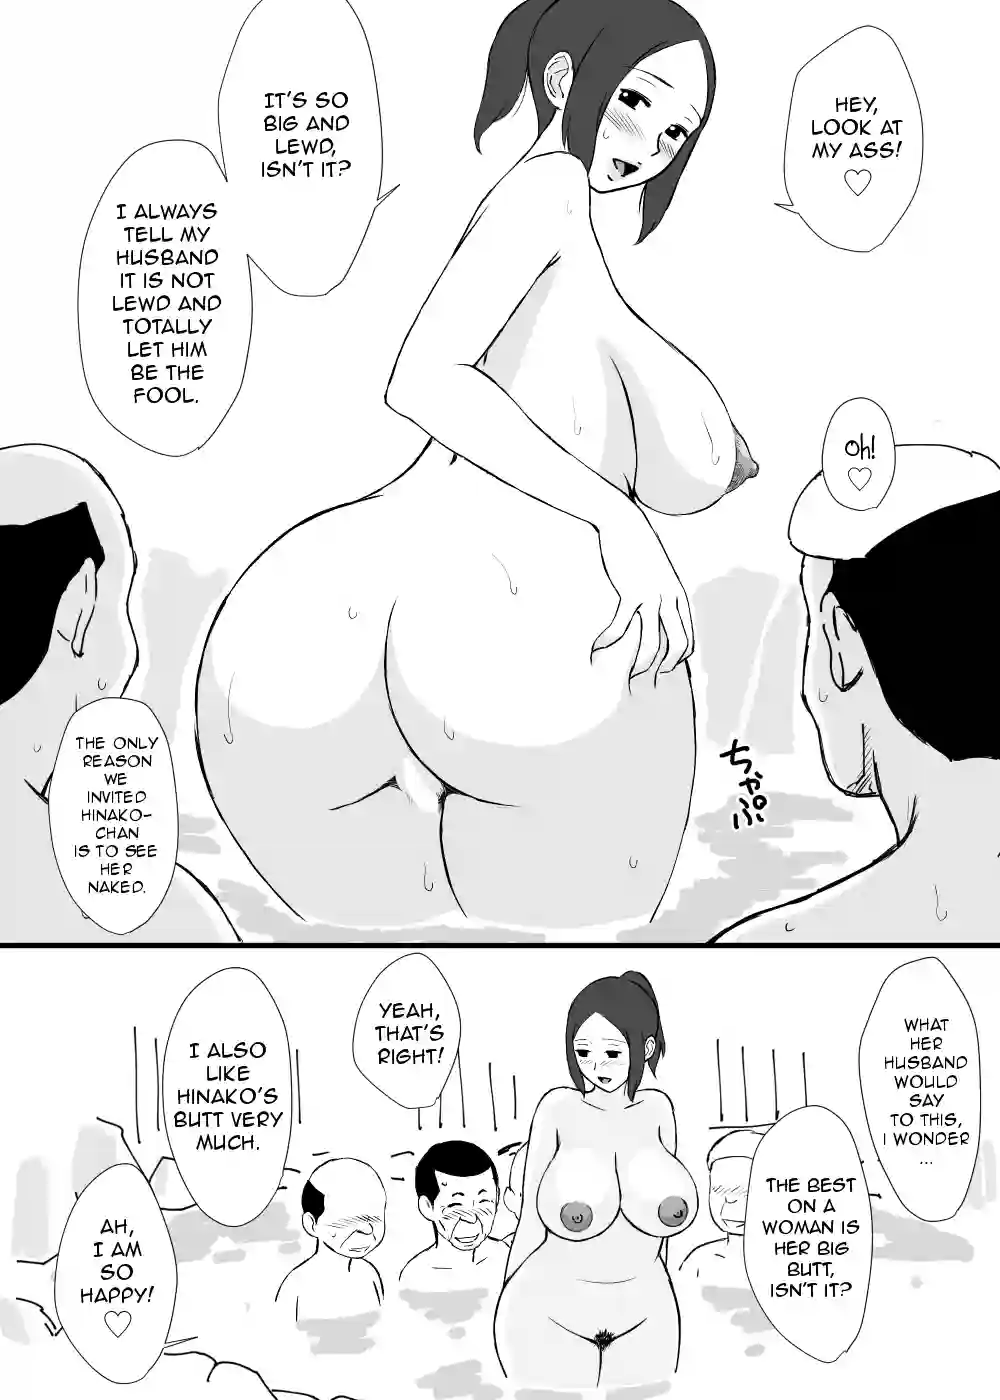 HEY,
LOOK AT
MY ASS!
♡
IT'S SO
BIG AND
LEWD,
ISN'T IT?
I ALWAYS
TELL MY
HUSBAND
IT IS NOT
LEWD AND
TOTALLY
LET HIM
BE THE
FOOL.
Oh!
♡
ちゃぷ
THE ONLY
REASON
WE
INVITED
HINAKO-
CHAN
IS TO SEE
HER
NAKED.
WHAT
HER
HUSBAND
WOULD
SAY
TO THIS,
I WONDER
...
THE BEST
ON A
WOMAN IS
HER BIG
BUTT,
ISN'T IT?
YEAH,
THAT'S
RIGHT!
I ALSO
LIKE
HINAKO'S
BUTT VERY
MUCH.
AH,
I AM
SO
HAPPY!
♡